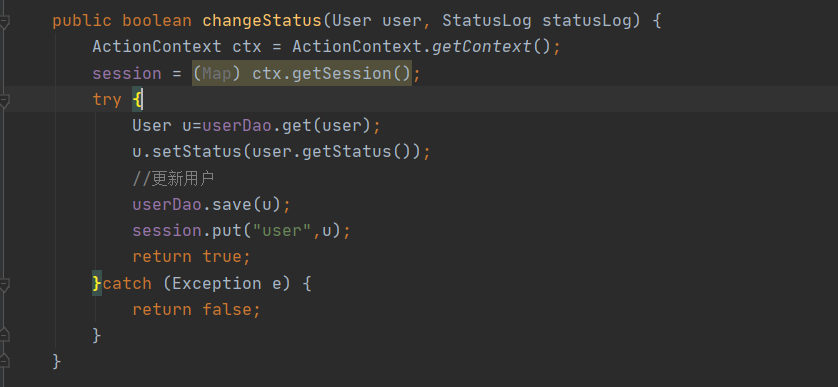 public boolean changeStatus(User user, StatusLog statusLog) {
ActionContext ctx = ActionContext.getContext();
session = (Map) ctx.getSession();
try {
User u=userDao.get(user);
u.setStatus(user.getStatus());
//更新用户
userDao.save(u);
session.put("user",u);
return true;
}catch (Exception e) {
return false;
}
}